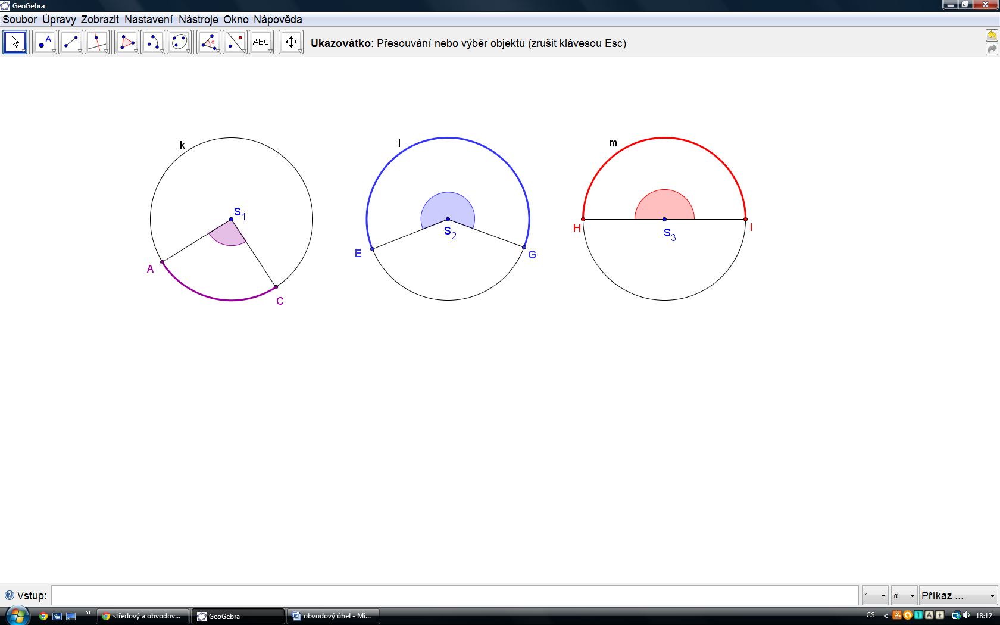 GeoGebra
Soubor Úpravy Zobrazit Nastavení Nástroje Okno Nápověda
A
α
ABC
Ukazovátko: Přesouvání nebo výběr objektů (zrušit klávesou Esc)
k
l
m
S1
S2
S3
A
C
E
G
H
I
Vstup:
²
α
Příkaz ...
»
středový a obvodov...
GeoGebra
obvodový úhel - Mi...
CS
<
18:12